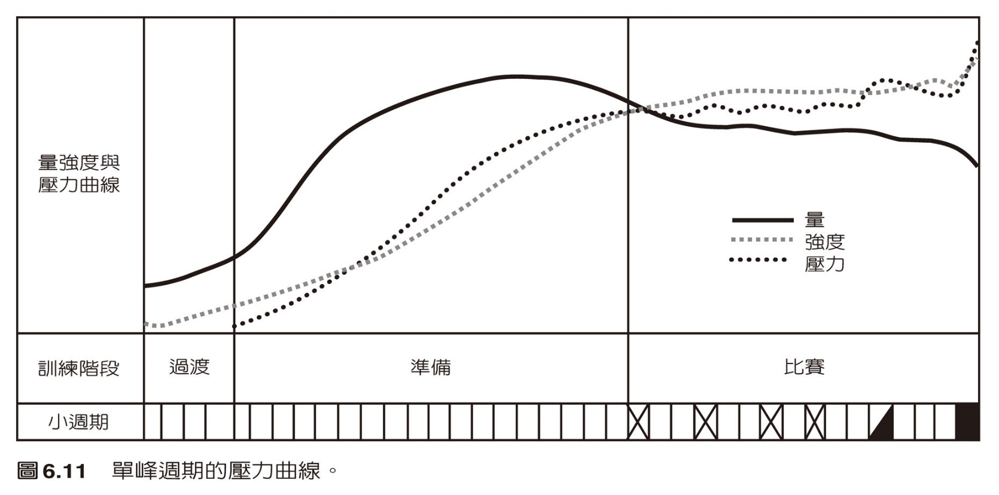 量強度與
壓力曲線
量
強度
壓力
訓練階段
過渡
準備
比賽
小週期
圖 6.11 單峰週期的壓力曲線。